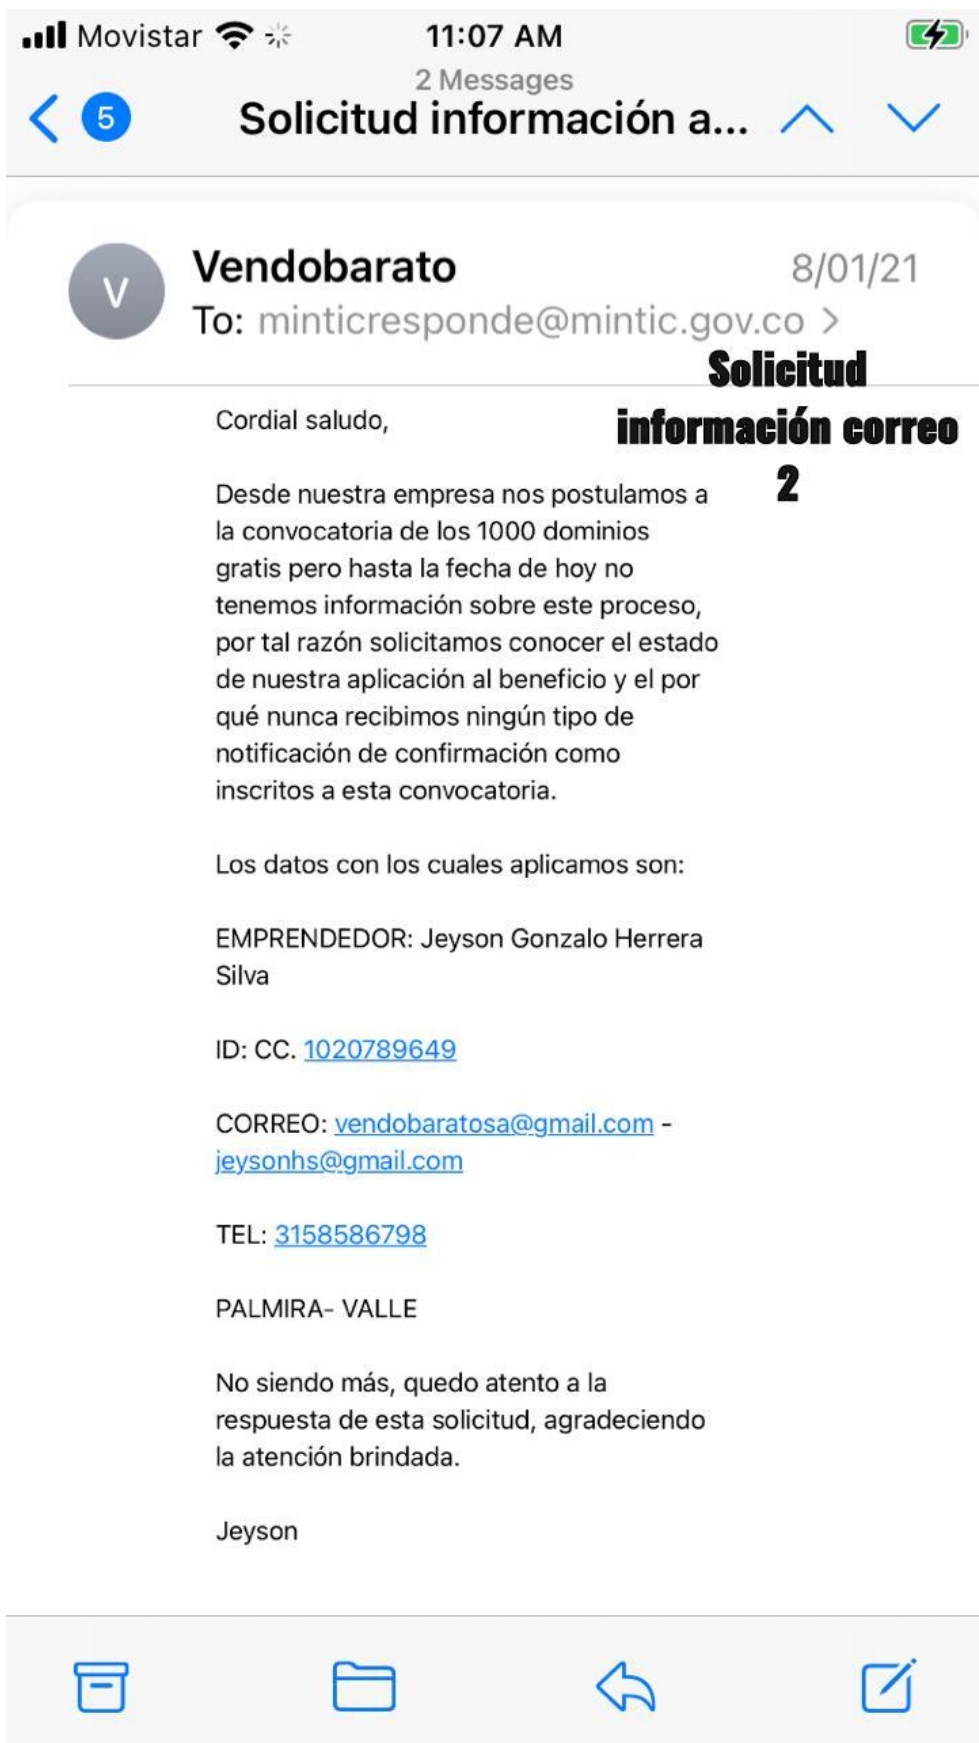 Movistar 11:07 AM
2 Messages
5 Solicitud información a...
V Vendobarato 8/01/21
To: minticresponde@mintic.gov.co >
Solicitud
información correo
2
Cordial saludo,
Desde nuestra empresa nos postulamos a
la convocatoria de los 1000 dominios
gratis pero hasta la fecha de hoy no
tenemos información sobre este proceso,
por tal razón solicitamos conocer el estado
de nuestra aplicación al beneficio y el por
qué nunca recibimos ningún tipo de
notificación de confirmación como
inscritos a esta convocatoria.
Los datos con los cuales aplicamos son:
EMPRENDEDOR: Jeyson Gonzalo Herrera
Silva
ID: CC. 1020789649
CORREO: vendobaratosa@gmail.com -
jeysonhs@gmail.com
TEL: 3158586798
PALMIRA- VALLE
No siendo más, quedo atento a la
respuesta de esta solicitud, agradeciendo
la atención brindada.
Jeyson